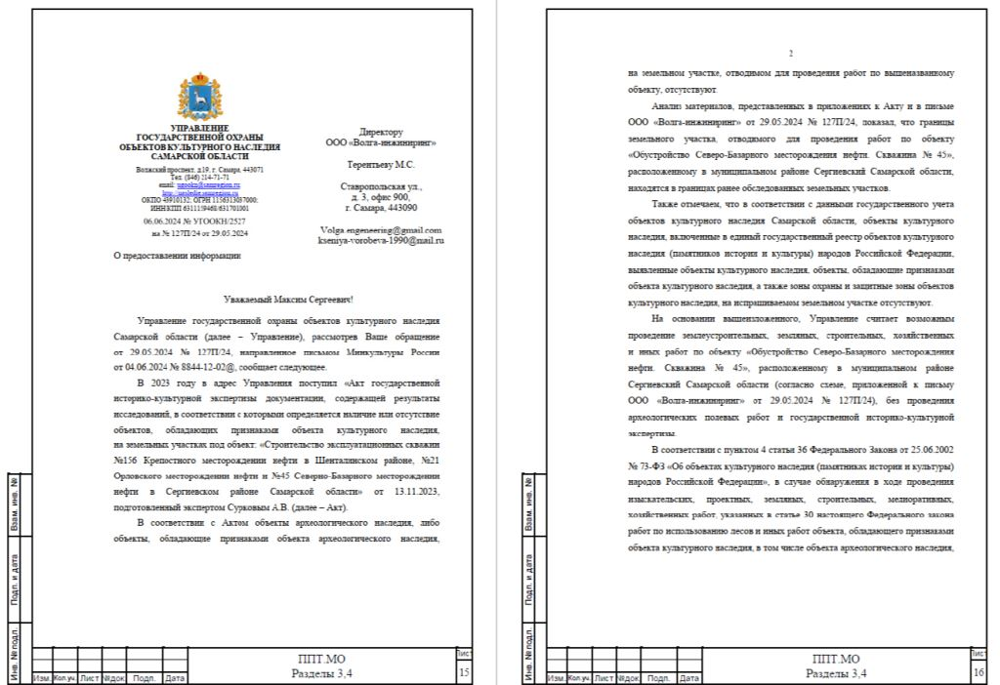 УПРАВЛЕНИЕ
ГОСУДАРСТВЕННОЙ ОХРАНЫ
ОБЪЕКТОВ КУЛЬТУРНОГО НАСЛЕДИЯ
САМАРСКОЙ ОБЛАСТИ
Волжский проспект, д.19, г. Самара, 443071
Тел. (846) 214-71-71
email: ugookn@samregion.ru
http://nasledie.samregion.ru
ОКПО 43910132; ОГРН 1156313037000;
ИНН/КПП 6311159468/631701001
06.06.2024 № УГООКН/2527
на № 127П/24 от 29.05.2024
О предоставлении информации
Директору
ООО «Волга-инжиниринг»
Терентьеву М.С.
Ставропольская ул.,
д. 3, офис 900,
г. Самара, 443090
Volga.engeneering@gmail.com
kseniya-vorobeva-1990@mail.ru
Уважаемый Максим Сергеевич!
Управление государственной охраны объектов культурного наследия
Самарской области (далее – Управление), рассмотрев Ваше обращение
от 29.05.2024 № 127П/24, направленное письмом Минкультуры России
от 04.06.2024 № 8844-12-02@, сообщает следующее.
В 2023 году в адрес Управления поступил «Акт государственной
историко-культурной экспертизы документации, содержащей результаты
исследований, в соответствии с которыми определяется наличие или отсутствие
объектов, обладающих признаками объекта культурного наследия,
на земельных участках под объект: «Строительство эксплуатационных скважин
№156 Крепостного месторождении нефти в Шенталинском районе, №21
Орловского месторождении нефти и №45 Северно-Базарного месторождении
нефти в Сергиевском районе Самарской области» от 13.11.2023,
подготовленный экспертом Сурковым А.В. (далее – Акт).
В соответствии с Актом объекты археологического наследия, либо
объекты, обладающие признаками объекта археологического наследия,
Взам. инв. №
Подп. и дата
Инв. № подл.
Изм. Кол.уч. Лист №док. Подп. Дата
ППТ.МО
Разделы 3,4
Лист
15
2
на земельном участке, отводимом для проведения работ по вышеназванному
объекту, отсутствуют.
Анализ материалов, представленных в приложениях к Акту и в письме
ООО «Волга-инжиниринг» от 29.05.2024 № 127П/24, показал, что границы
земельного участка, отводимого для проведения работ по объекту
«Обустройство Северо-Базарного месторождения нефти. Скважина № 45»,
расположенному в муниципальном районе Сергиевский Самарской области,
находятся в границах ранее обследованных земельных участков.
Также отмечаем, что в соответствии с данными государственного учета
объектов культурного наследия Самарской области, объекты культурного
наследия, включенные в единый государственный реестр объектов культурного
наследия (памятников истории и культуры) народов Российской Федерации,
выявленные объекты культурного наследия, объекты, обладающие признаками
объекта культурного наследия, а также зоны охраны и защитные зоны объектов
культурного наследия, на испрашиваемом земельном участке отсутствуют.
На основании вышеизложенного, Управление считает возможным
проведение землеустроительных, земляных, строительных, хозяйственных
и иных работ по объекту «Обустройство Северо-Базарного месторождения
нефти. Скважина № 45», расположенному в муниципальном районе
Сергиевский Самарской области (согласно схеме, приложенной к письму
ООО «Волга-инжиниринг» от 29.05.2024 № 127П/24), без проведения
археологических полевых работ и государственной историко-культурной
экспертизы.
В соответствии с пунктом 4 статьи 36 Федерального Закона от 25.06.2002
№ 73-ФЗ «Об объектах культурного наследия (памятниках истории и культуры)
народов Российской Федерации», в случае обнаружения в ходе проведения
изыскательских, проектных, земляных, строительных, мелиоративных,
хозяйственных работ, указанных в статье 30 настоящего Федерального закона
работ по использованию лесов и иных работ объекта, обладающего признаками
объекта культурного наследия, в том числе объекта археологического наследия,
Взам. инв. №
Подп. и дата
Инв. № подл.
Изм. Кол.уч. Лист №док. Подп. Дата
ППТ.МО
Разделы 3,4
Лист
16